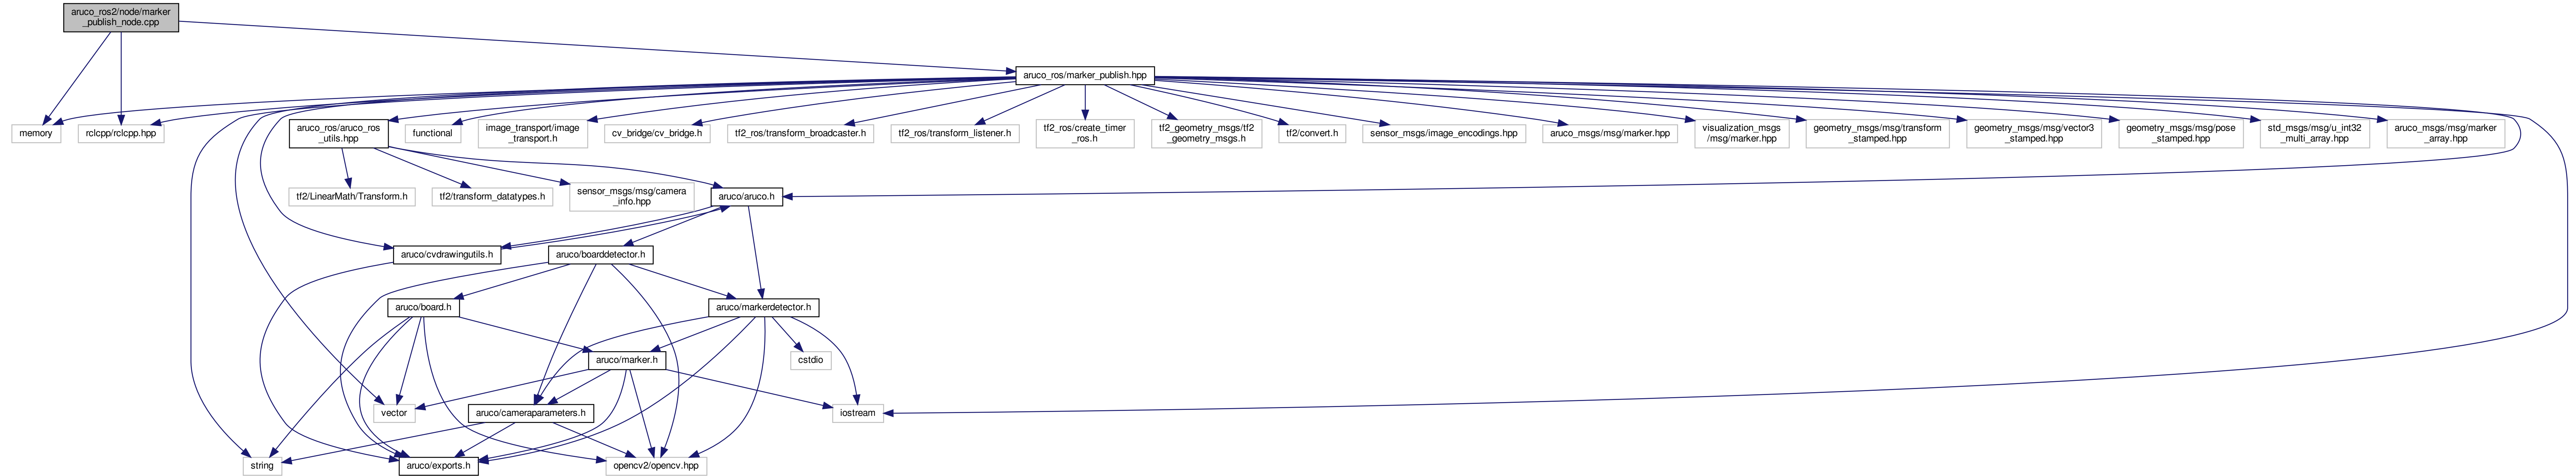 aruco_ros2/node/marker
_publish_node.cpp
aruco_ros/marker_publish.hpp
memory
rclcpp/rclcpp.hpp
aruco_ros/aruco_ros
_utils.hpp
functional
image_transport/image
_transport.h
cv_bridge/cv_bridge.h
tf2_ros/transform_broadcaster.h
tf2_ros/transform_listener.h
tf2_ros/create_timer
_ros.h
tf2_geometry_msgs/tf2
_geometry_msgs.h
tf2/convert.h
sensor_msgs/image_encodings.hpp
aruco_msgs/msg/marker.hpp
visualization_msgs
/msg/marker.hpp
geometry_msgs/msg/transform
_stamped.hpp
geometry_msgs/msg/vector3
_stamped.hpp
geometry_msgs/msg/pose
_stamped.hpp
std_msgs/msg/u_int32
_multi_array.hpp
aruco_msgs/msg/marker
_array.hpp
tf2/LinearMath/Transform.h
tf2/transform_datatypes.h
sensor_msgs/msg/camera
_info.hpp
aruco/aruco.h
aruco/cvdrawingutils.h
aruco/boarddetector.h
aruco/board.h
aruco/markerdetector.h
aruco/marker.h
cstdio
vector
aruco/cameraparameters.h
iostream
string
aruco/exports.h
opencv2/opencv.hpp